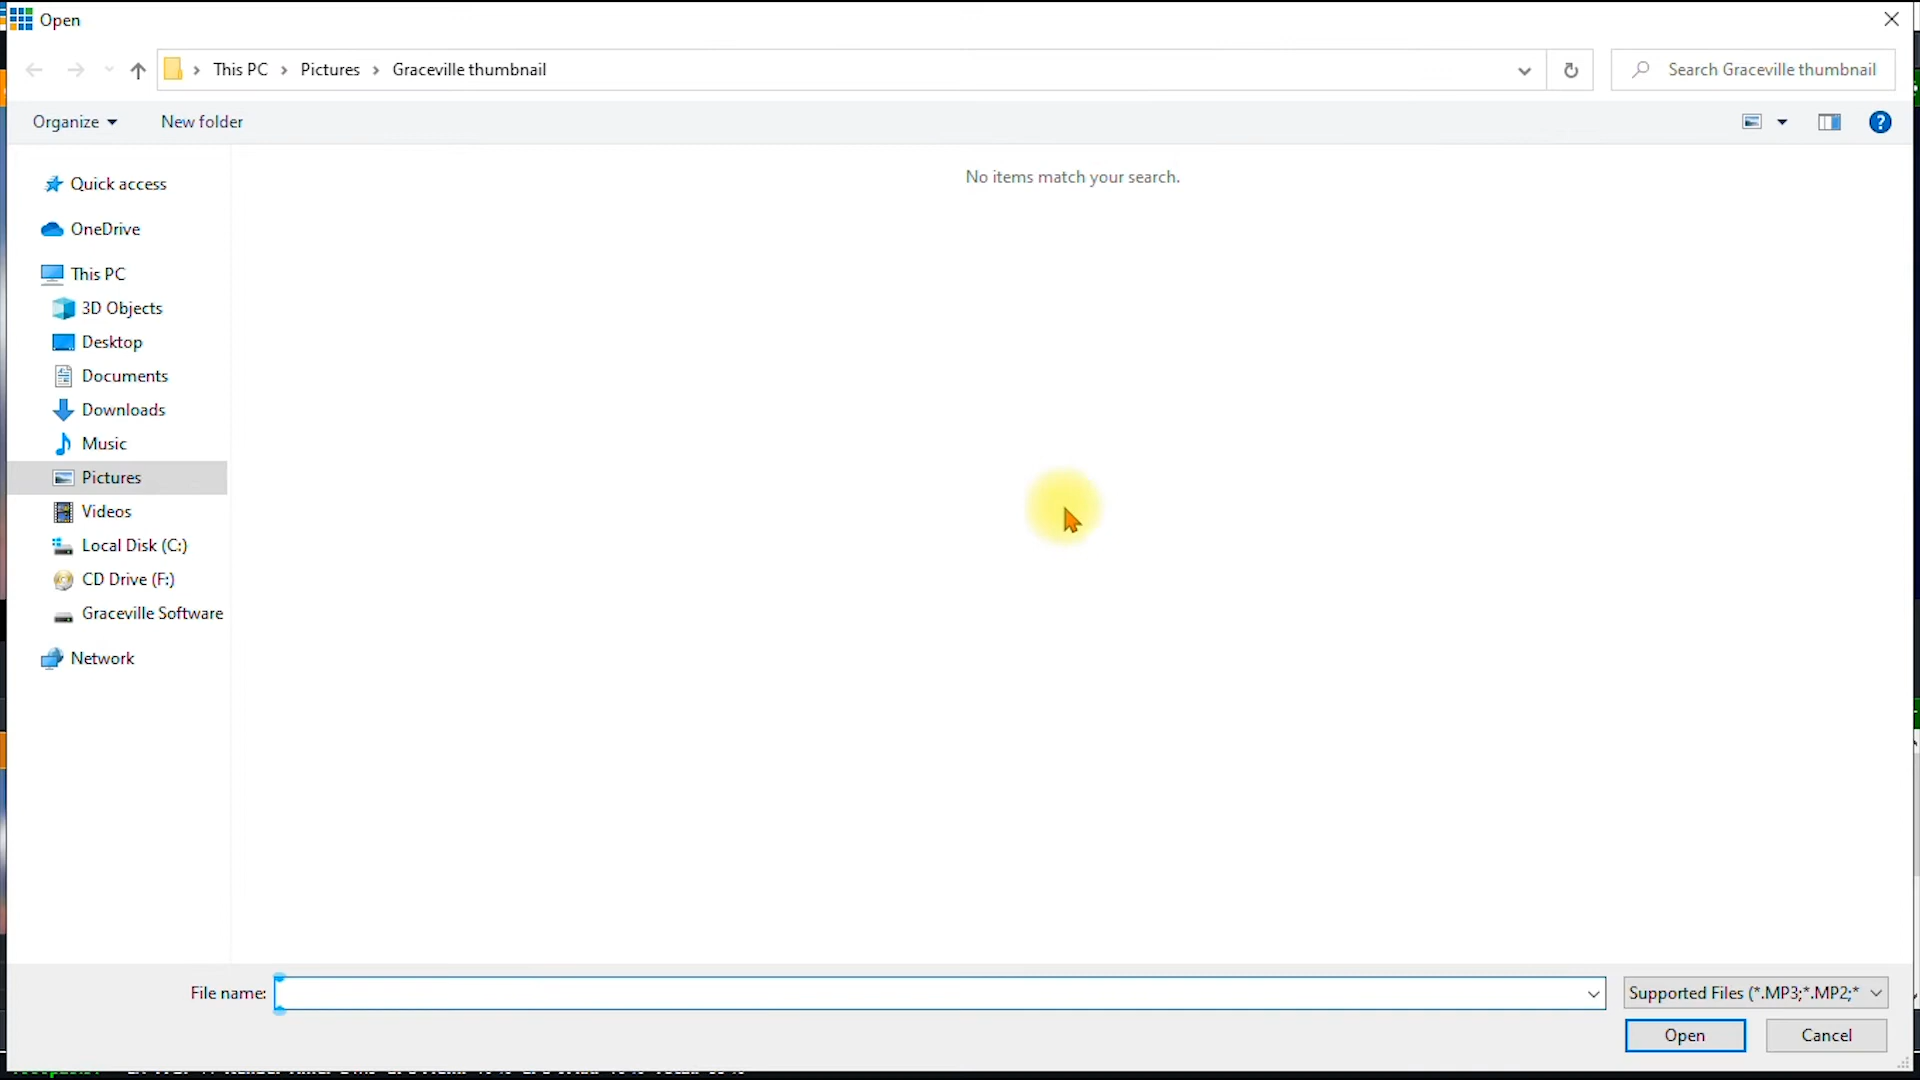 Open
This PC > Pictures > Graceville thumbnail
Search Graceville thumbnail
Organize
New folder
No items match your search.
Quick access
OneDrive
This PC
3D Objects
Desktop
Documents
Downloads
Music
Pictures
Videos
Local Disk (C:)
CD Drive (F:)
Graceville Software
Network
File name:
Supported Files (*.MP3;*.MP2;*
Open
Cancel